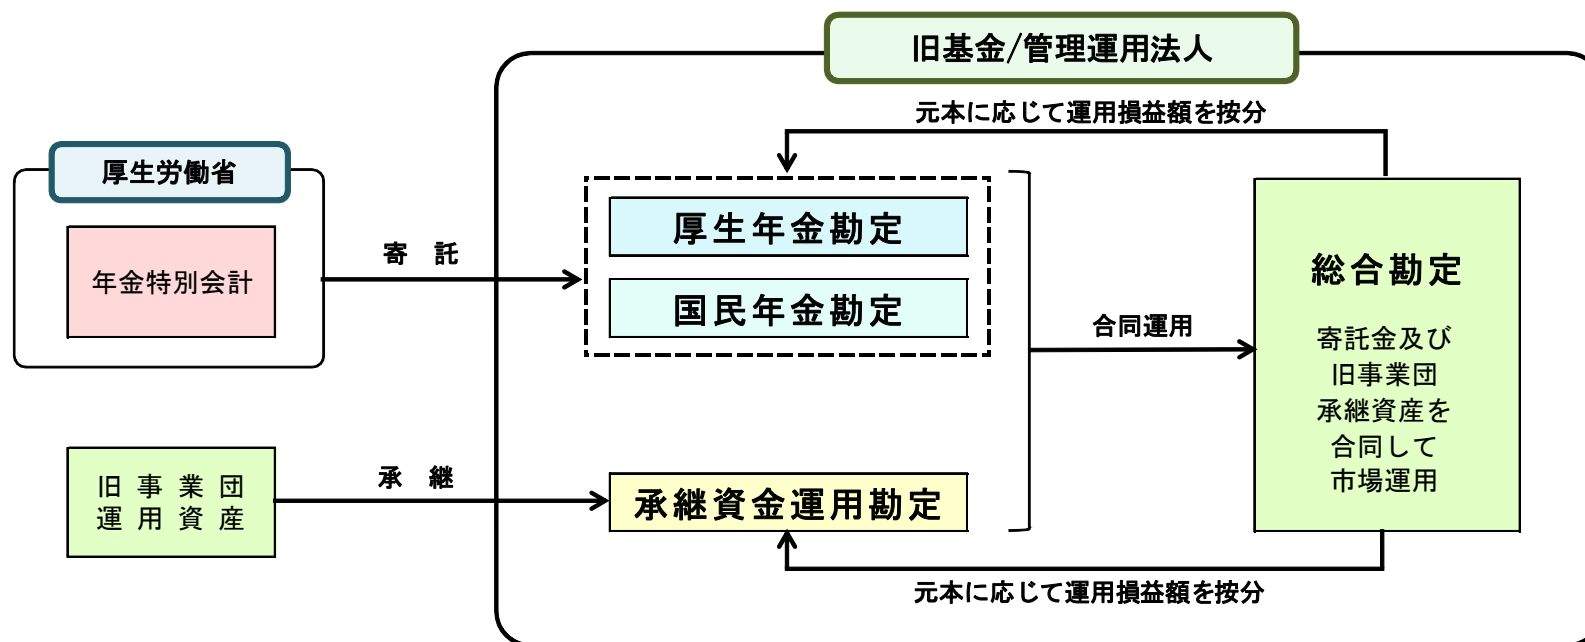 旧基金/管理運用法人
元本に応じて運用損益額を按分
厚生労働省
年金特別会計
寄 託
厚生年金勘定
国民年金勘定
合同運用
総合勘定
寄託金及び
旧事業団
承継資産を
合同して
市場運用
旧事業団
運用資産
承 継
承継資金運用勘定
元本に応じて運用損益額を按分